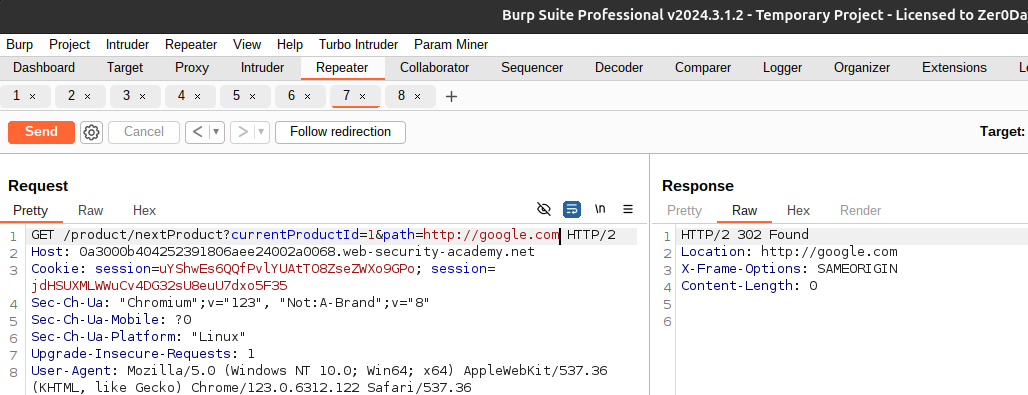 Burp Suite Professional v2024.3.1.2 - Temporary Project - Licensed to Zer0Da
Burp Project Intruder Repeater View Help Turbo Intruder Param Miner
Dashboard Target Proxy Intruder Repeater Collaborator Sequencer Decoder Comparer Logger Organizer Extensions
1 × 2 × 3 × 4 × 5 × 6 × 7 × 8 × +
Send Cancel < ▼ > ▼ Follow redirection Target:
Request
Pretty Raw Hex \n
1 GET /product/nextProduct?currentProductId=1&path=http://google.com HTTP/2
2 Host: 0a3000b404252391806aee24002a0068.web-security-academy.net
3 Cookie: session=uYShwEs6QQfPvlYUAtTO8ZseZWXo9GPo; session=
jdHSUXMLWWuCv4DG32sU8euU7dxo5F35
4 Sec-Ch-Ua: "Chromium";v="123", "Not:A-Brand";v="8"
5 Sec-Ch-Ua-Mobile: ?0
6 Sec-Ch-Ua-Platform: "Linux"
7 Upgrade-Insecure-Requests: 1
8 User-Agent: Mozilla/5.0 (Windows NT 10.0; Win64; x64) AppleWebKit/537.36
(KHTML, like Gecko) Chrome/123.0.6312.122 Safari/537.36
Response
Pretty Raw Hex Render
1 HTTP/2 302 Found
2 Location: http://google.com
3 X-Frame-Options: SAMEORIGIN
4 Content-Length: 0
5
6